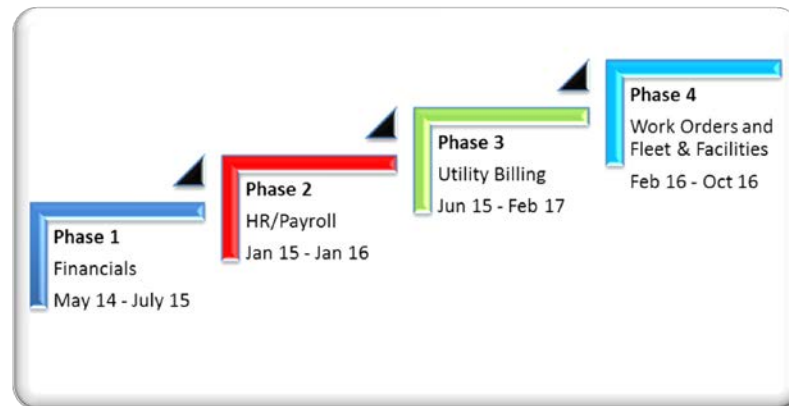 Phase 1
Financials
May 14 - July 15
Phase 2
HR/Payroll
Jan 15 - Jan 16
Phase 3
Utility Billing
Jun 15 - Feb 17
Phase 4
Work Orders and
Fleet & Facilities
Feb 16 - Oct 16